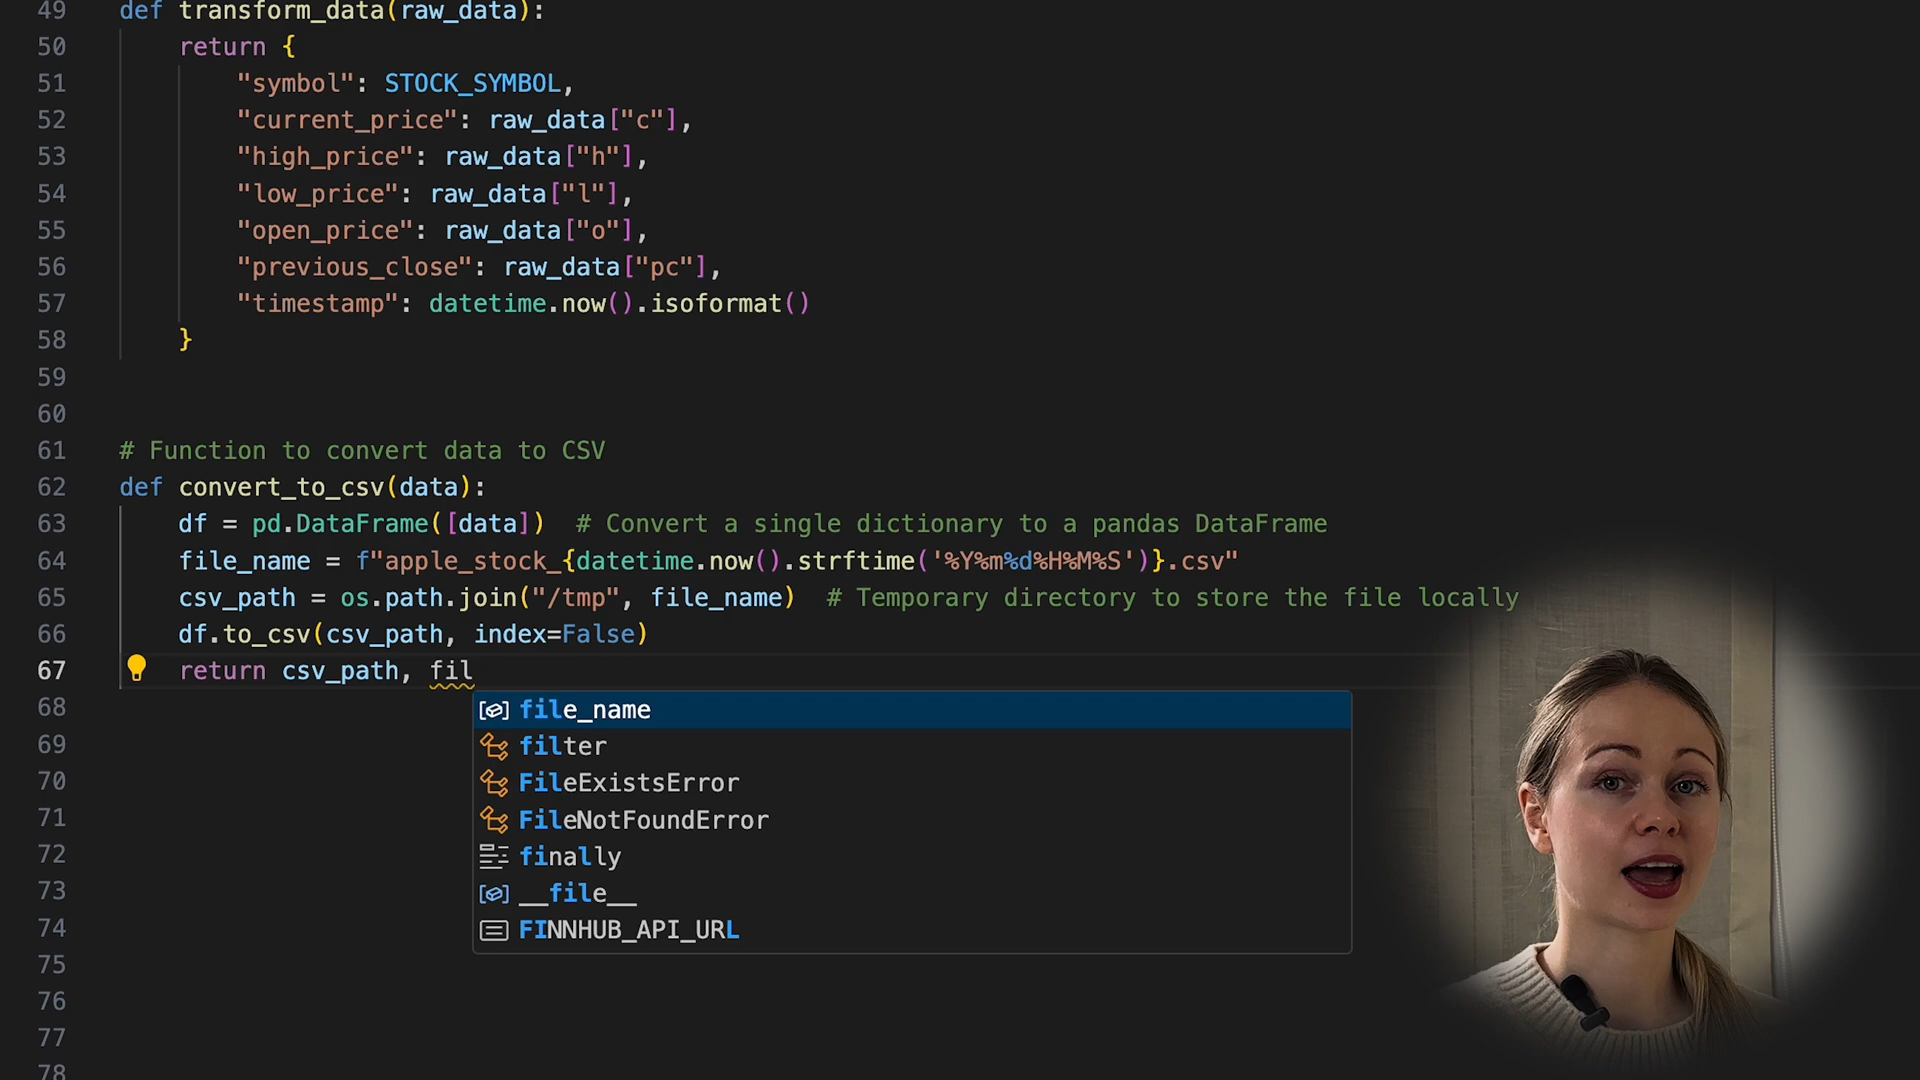 49 def transform_data(raw_data):
50 return {
51 "symbol": STOCK_SYMBOL,
52 "current_price": raw_data["c"],
53 "high_price": raw_data["h"],
54 "low_price": raw_data["l"],
55 "open_price": raw_data["o"],
56 "previous_close": raw_data["pc"],
57 "timestamp": datetime.now().isoformat()
58 }
59
60
61 # Function to convert data to CSV
62 def convert_to_csv(data):
63 df = pd.DataFrame([data]) # Convert a single dictionary to a pandas DataFrame
64 file_name = f"apple_stock_{datetime.now().strftime('%Y%m%d%H%M%S')}.csv"
65 csv_path = os.path.join("/tmp", file_name) # Temporary directory to store the file locally
66 df.to_csv(csv_path, index=False)
67 return csv_path, fil
68 file_name
69 filter
70 FileExistsError
71 FileNotFoundError
72 finally
73 __file__
74 FINNHUB_API_URL
75
76
77
78